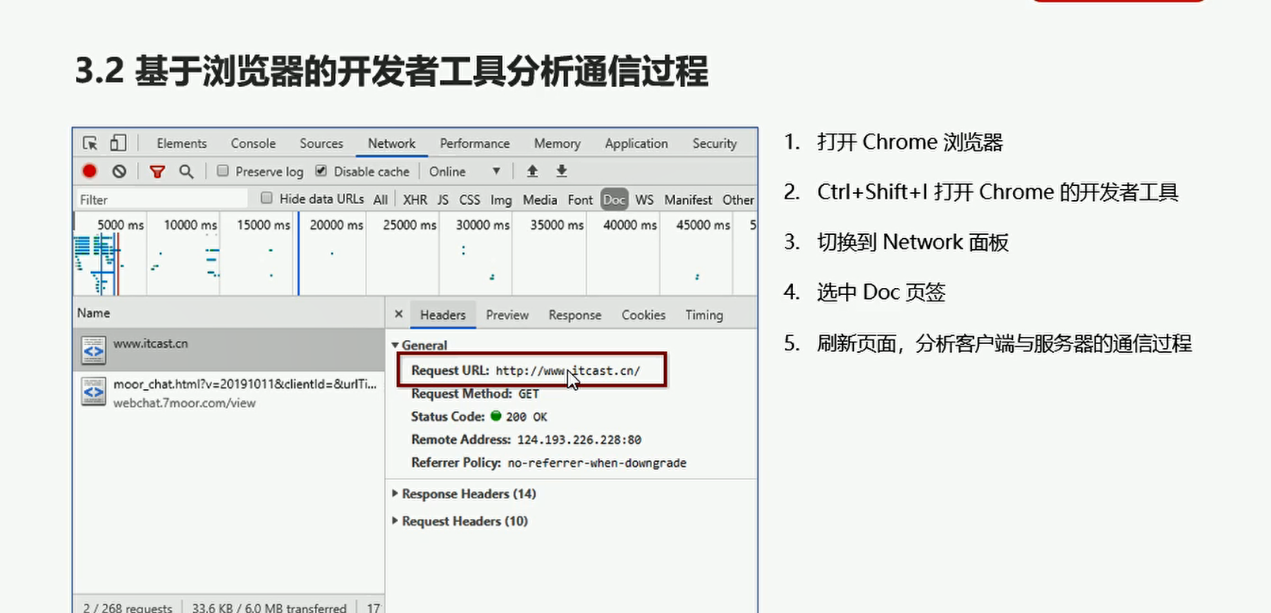 3.2 基于浏览器的开发者工具分析通信过程
Elements Console Sources Network Performance Memory Application Security
Preserve log Disable cache Online
Filter Hide data URLs All XHR JS CSS Img Media Font Doc WS Manifest Other
5000 ms 10000 ms 15000 ms 20000 ms 25000 ms 30000 ms 35000 ms 40000 ms 45000 ms 5
Name
www.itcast.cn
moor_chat.html?v=20191011&clientId=&urlTi...
webchat.7moor.com/view
2 / 268 requests 33.6 KB / 6.0 MB transferred 17
× Headers Preview Response Cookies Timing
General
Request URL: http://www.itcast.cn/
Request Method: GET
Status Code: 200 OK
Remote Address: 124.193.226.228:80
Referrer Policy: no-referrer-when-downgrade
Response Headers (14)
Request Headers (10)
1. 打开 Chrome 浏览器
2. Ctrl+Shift+I 打开 Chrome 的开发者工具
3. 切换到 Network 面板
4. 选中 Doc 页签
5. 刷新页面，分析客户端与服务器的通信过程